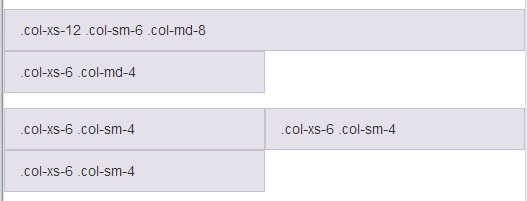 .col-xs-12 .col-sm-6 .col-md-8
.col-xs-6 .col-md-4
.col-xs-6 .col-sm-4 .col-xs-6 .col-sm-4
.col-xs-6 .col-sm-4